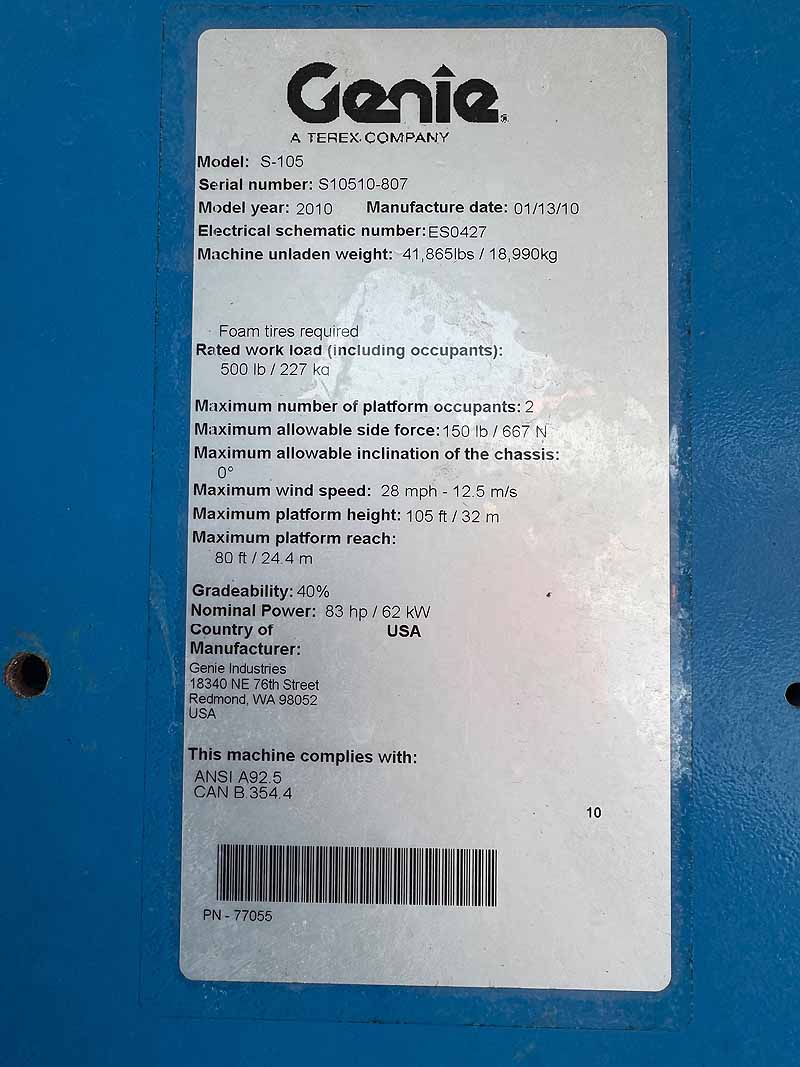 Genie
A TEREX COMPANY
Model: S-105
Serial number: S10510-807
Model year: 2010 Manufacture date: 01/13/10
Electrical schematic number: ES0427
Machine unladen weight: 41,865lbs / 18,990kg
Foam tires required
Rated work load (including occupants):
500 lb / 227 kg
Maximum number of platform occupants: 2
Maximum allowable side force: 150 lb / 667 N
Maximum allowable inclination of the chassis:
0°
Maximum wind speed: 28 mph - 12.5 m/s
Maximum platform height: 105 ft / 32 m
Maximum platform reach:
80 ft / 24.4 m
Gradeability: 40%
Nominal Power: 83 hp / 62 kW
Country of USA
Manufacturer:
Genie Industries
18340 NE 76th Street
Redmond, WA 98052
USA
This machine complies with:
ANSI A92.5
CAN B.354.4
10
PN - 77055